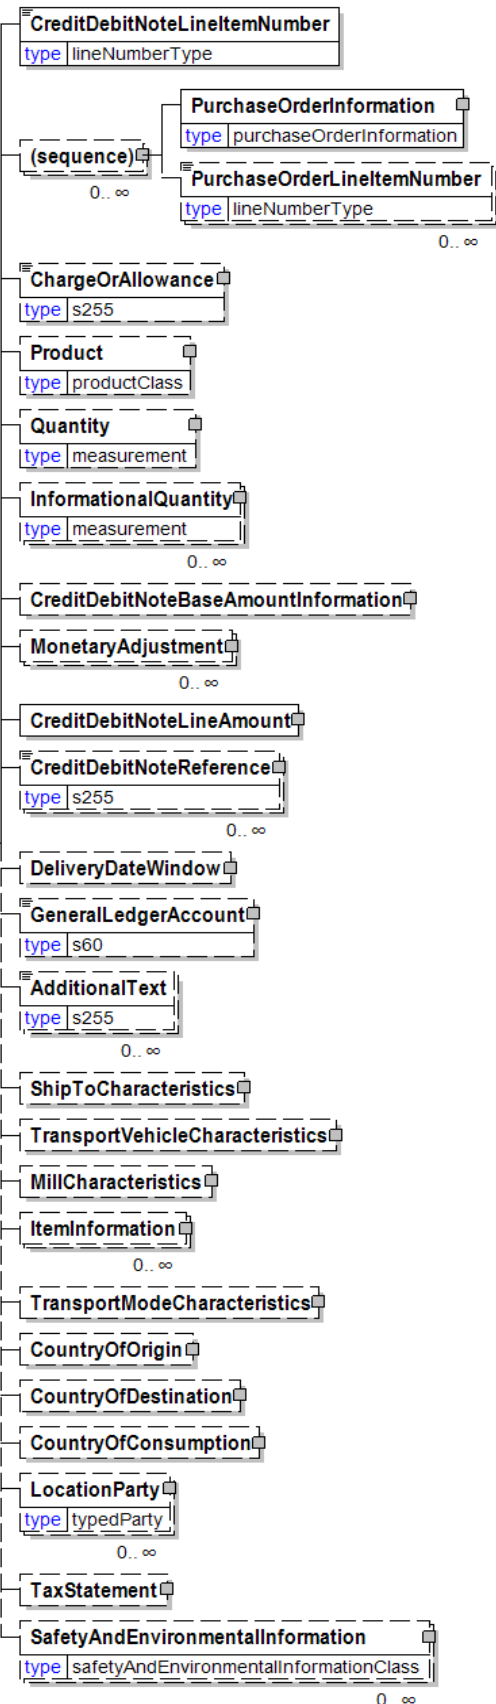 CreditDebitNoteLineItemNumber
type lineNumberType
PurchaseOrderInformation
type purchaseOrderInformation
(sequence)
0.. ∞
PurchaseOrderLineItemNumber
type lineNumberType
0.. ∞
ChargeOrAllowance
type s255
Product
type productClass
Quantity
type measurement
InformationalQuantity
type measurement
0.. ∞
CreditDebitNoteBaseAmountInformation
MonetaryAdjustment
0.. ∞
CreditDebitNoteLineAmount
CreditDebitNoteReference
type s255
0.. ∞
DeliveryDateWindow
GeneralLedgerAccount
type s60
AdditionalText
type s255
0.. ∞
ShipToCharacteristics
TransportVehicleCharacteristics
MillCharacteristics
ItemInformation
0.. ∞
TransportModeCharacteristics
CountryOfOrigin
CountryOfDestination
CountryOfConsumption
LocationParty
type typedParty
0.. ∞
TaxStatement
SafetyAndEnvironmentalInformation
type safetyAndEnvironmentalInformationClass
0.. ∞